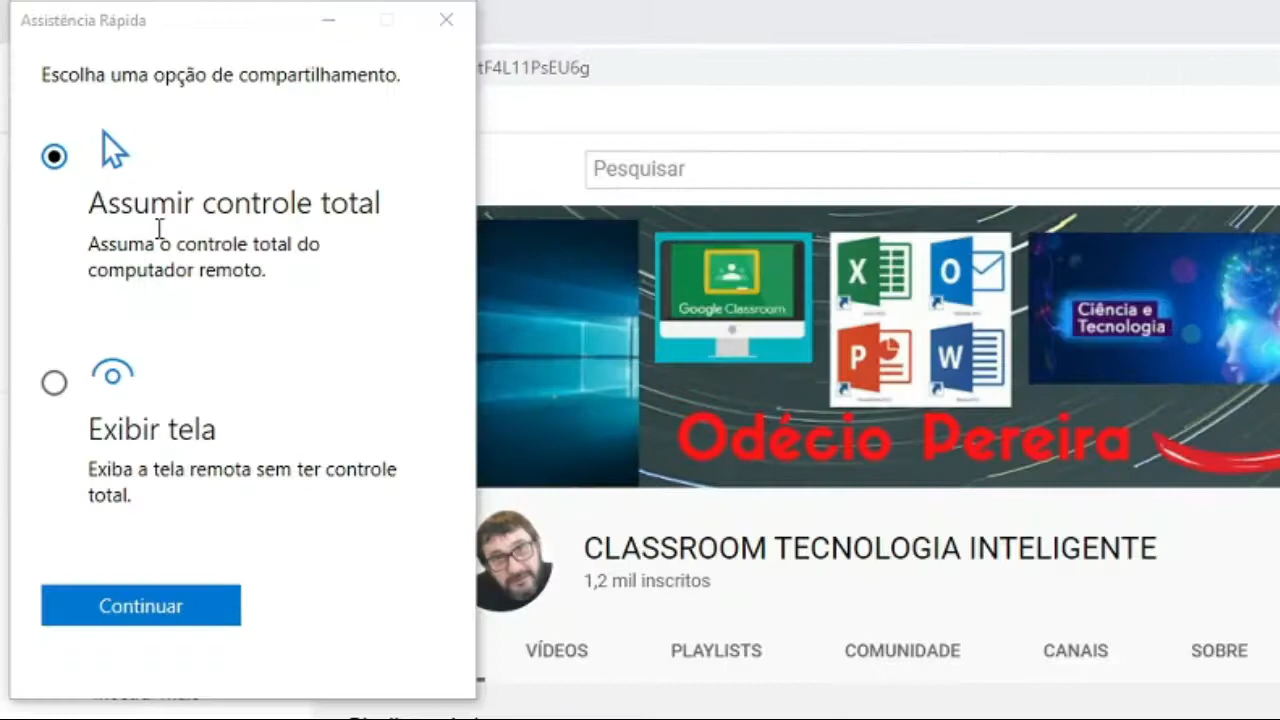 Assistência Rápida
Escolha uma opção de compartilhamento.
Assumir controle total
Assuma o controle total do
computador remoto.
Exibir tela
Exiba a tela remota sem ter controle
total.
Continuar
tF4L11PsEU6g
Pesquisar
Google Classroom
X
O
P
W
Ciência e
Tecnologia
Odécio Pereira
CLASSROOM TECNOLOGIA INTELIGENTE
1,2 mil inscritos
VÍDEOS
PLAYLISTS
COMUNIDADE
CANAIS
SOBRE